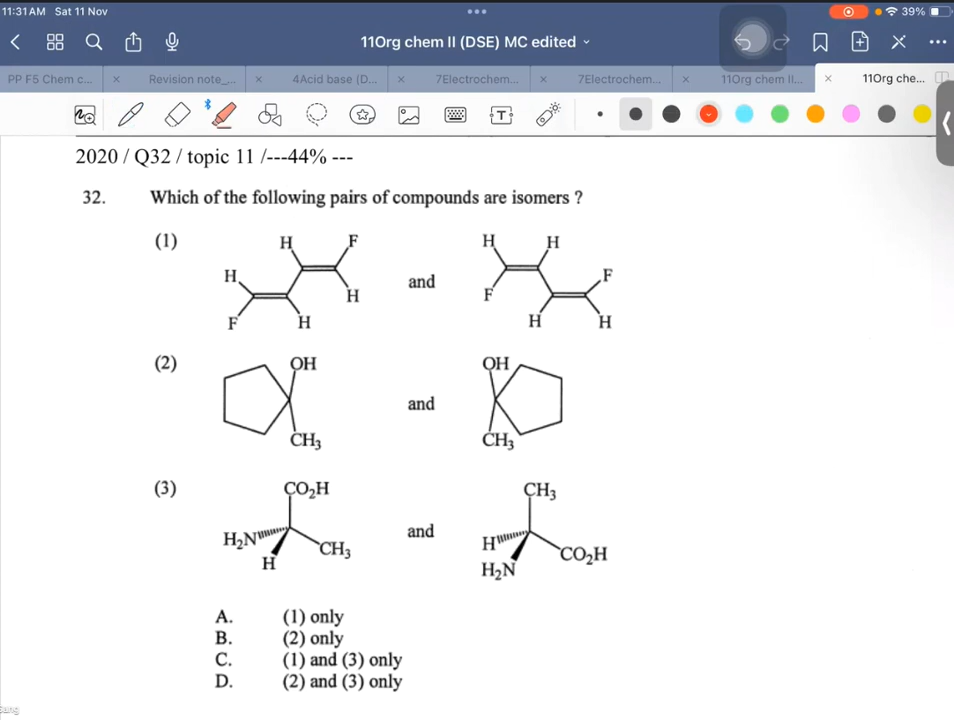 11:31AM Sat 11 Nov
39%
11Org chem II (DSE) MC edited
PP F5 Chem c...
Revision note_...
4Acid base (D...
7Electrochem...
7Electrochem...
11Org chem II...
11Org che...
2020 / Q32 / topic 11 /---44% ---
32. Which of the following pairs of compounds are isomers ?
(1) H F H F H H and H H F F H H
(2) OH CH3 and OH CH3
(3) CO2H H2N CH3 H and CH3 H CO2H H2N
A. (1) only
B. (2) only
C. (1) and (3) only
D. (2) and (3) only